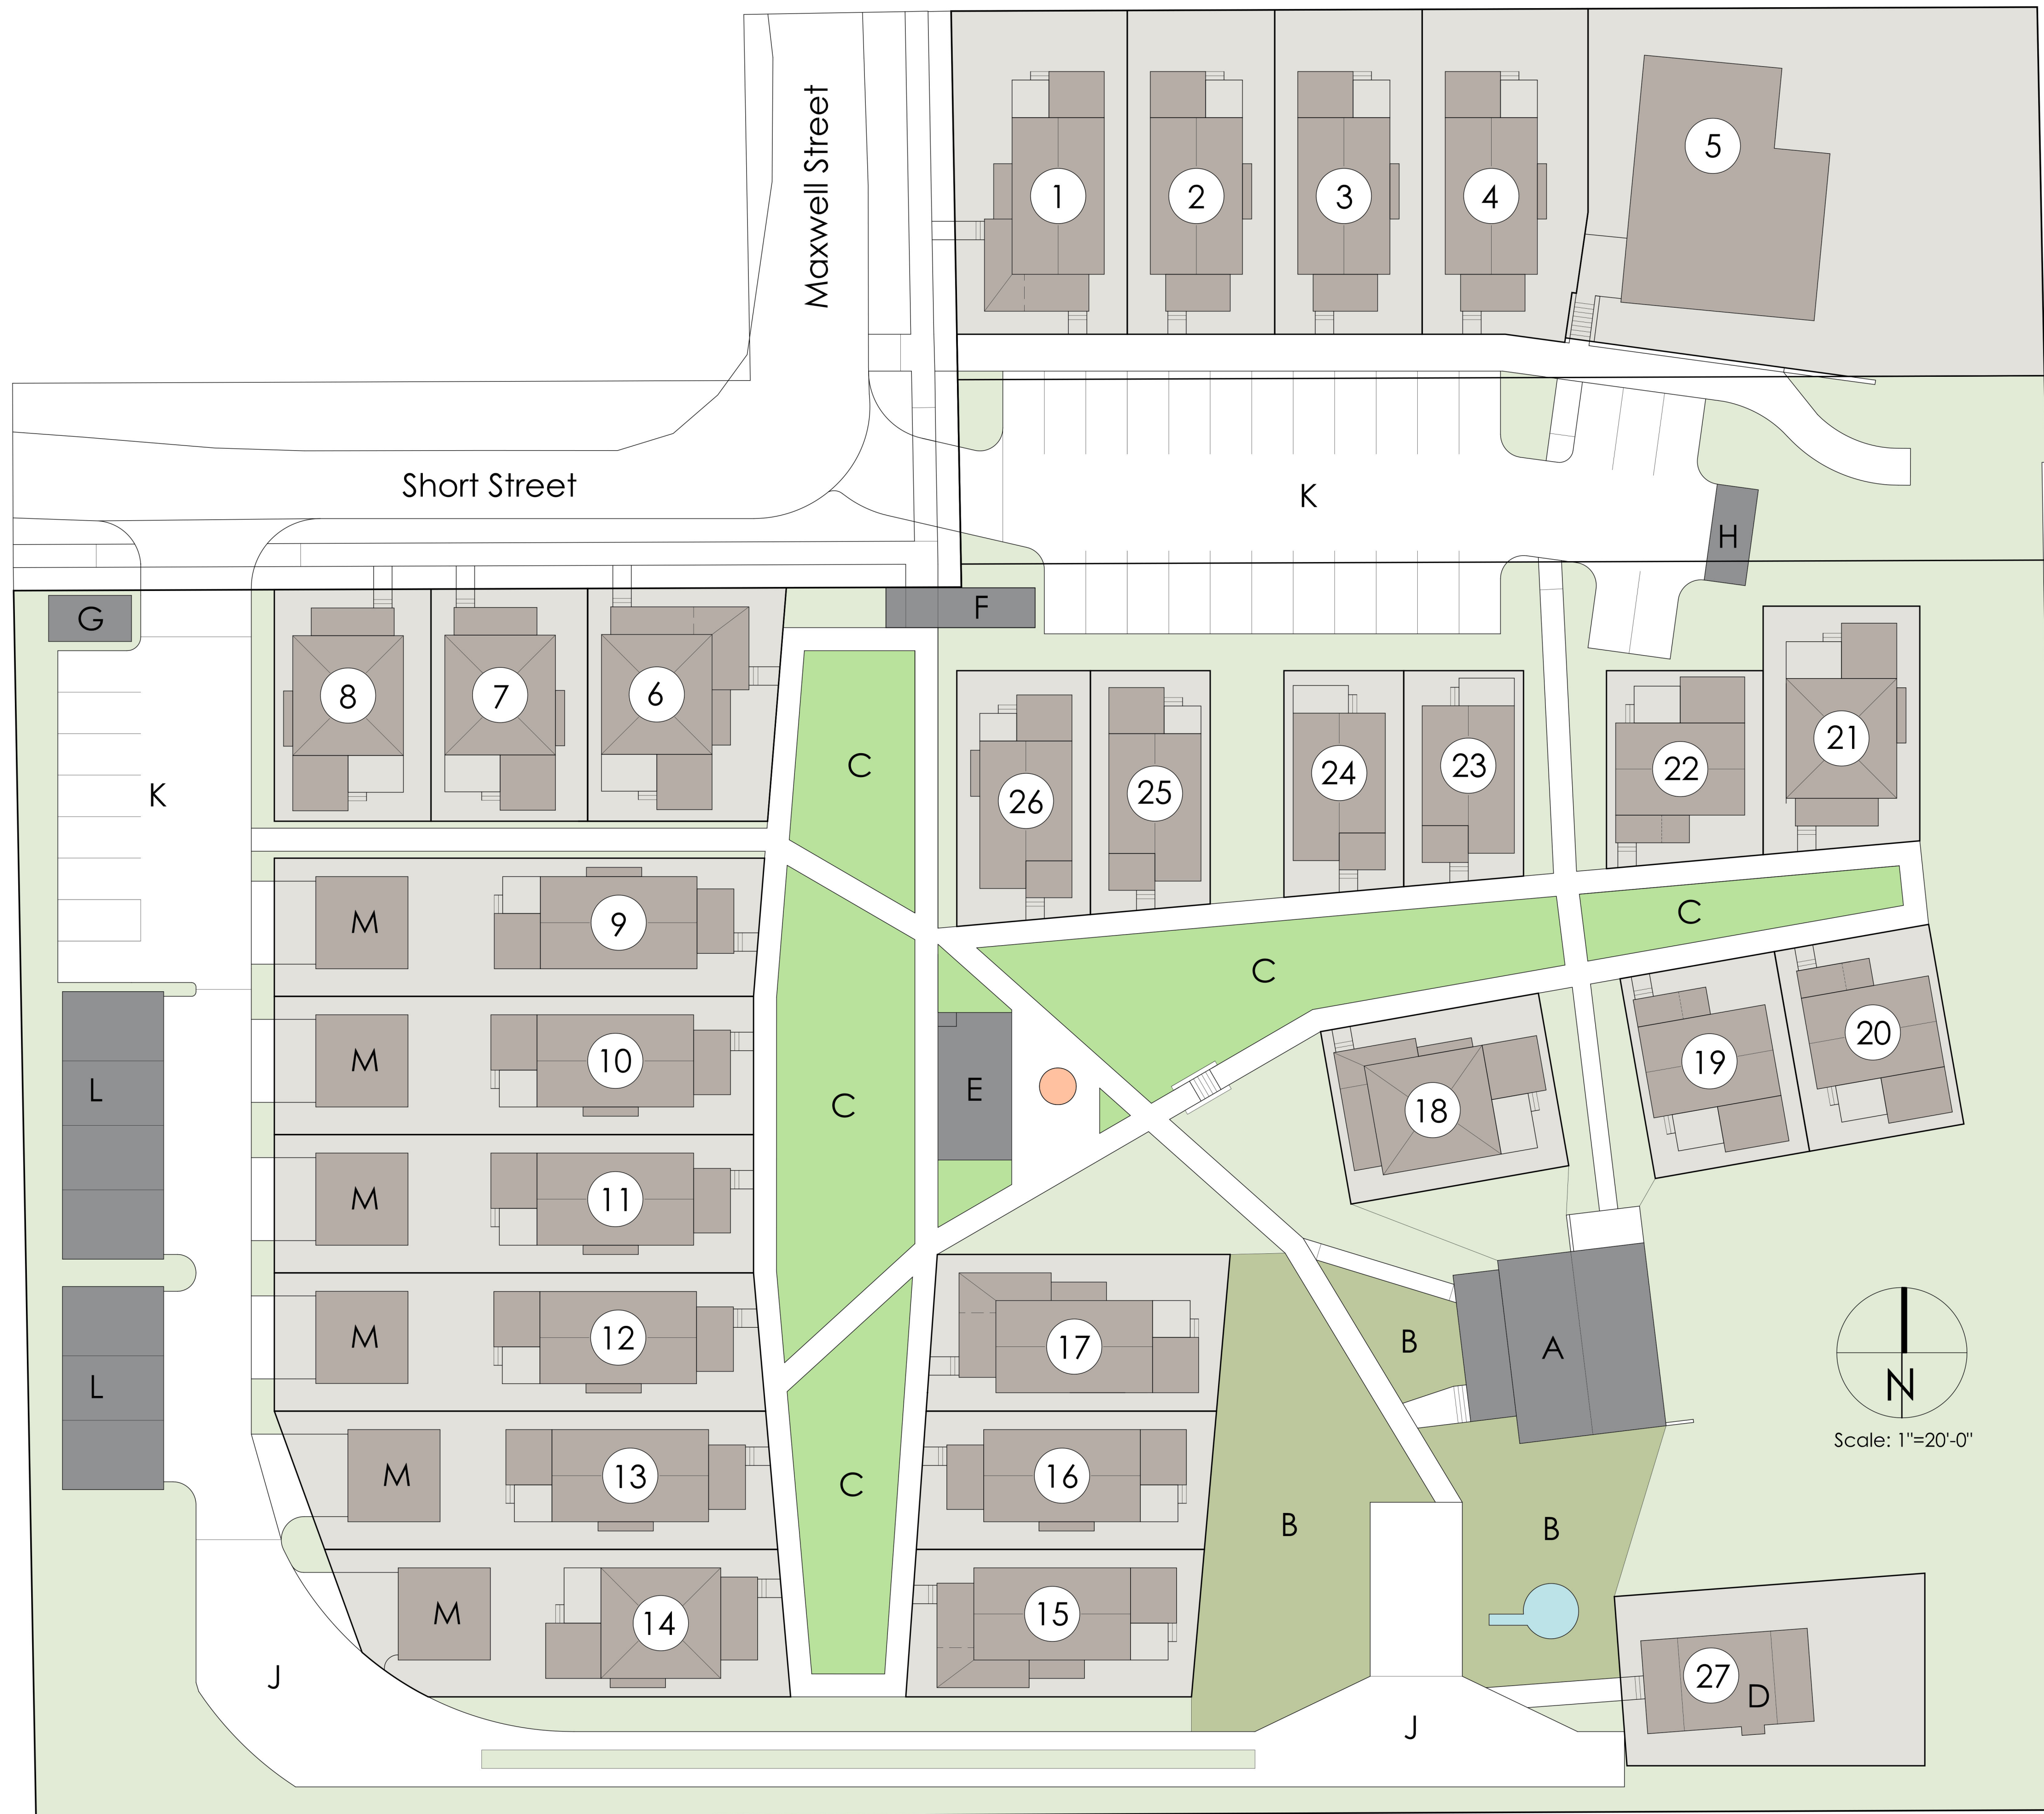 Maxwell Street
1
2
3
4
5
Short Street
K
H
G
F
8
7
6
C
K
26
25
24
23
22
21
M
9
C
C
L
M
10
C
E
18
19
20
M
11
L
M
12
17
B
A
N
Scale: 1"=20'-0"
M
13
C
16
B
B
M
14
15
J
27
D
J